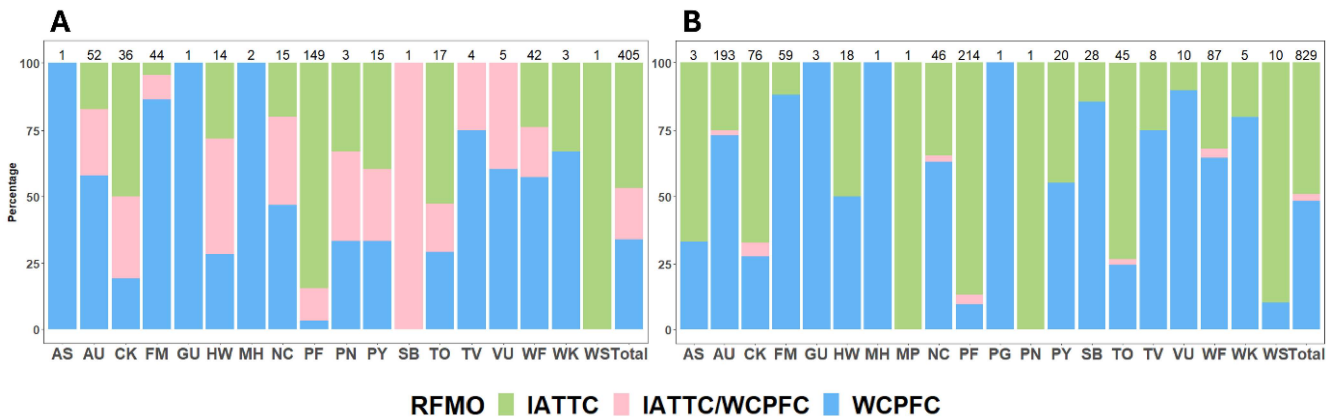 A
1 52 36 44 1 14 2 15 149 3 15 1 17 4 5 42 3 1 405
100
75
50
25
0
Percentage
AS AU CK FM GU HW MH NC PF PN PY SB TO TV VU WF WK WS Total
B
3 193 76 59 3 18 1 1 46 214 1 1 20 28 45 8 10 87 5 10 829
100
75
50
25
0
AS AU CK FM GU HW MH MP NC PF PG PN PY SB TO TV VU WF WK WS Total
RFMO IATTC IATTC/WCPFC WCPFC